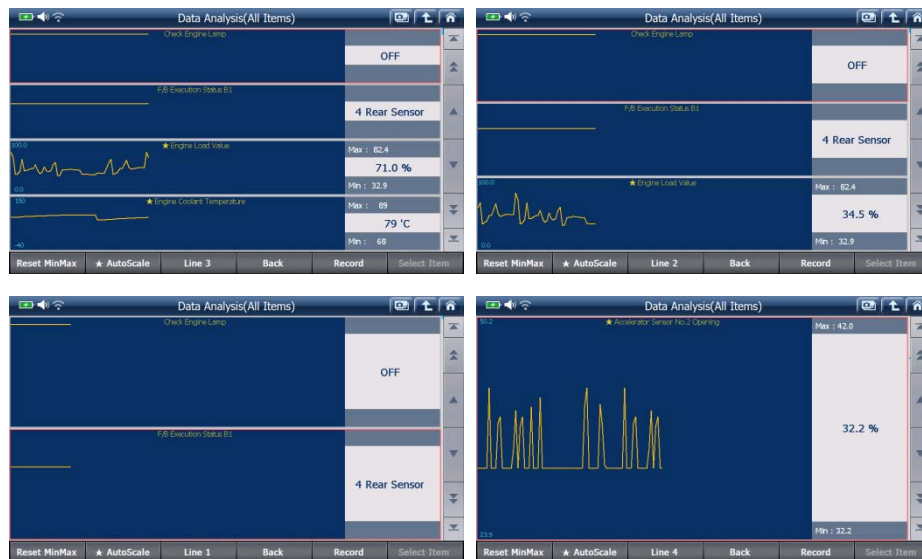 Data Analysis(All Items)
Check Engine Lamp
OFF
F/B Execution Status B1
4 Rear Sensor
100.0
★ Engine Load Value
Max : 82.4
71.0 %
0.0
Min : 32.9
150
★ Engine Coolant Temperature
Max : 89
79 'C
-40
Min : 68
Reset MinMax ★ AutoScale Line 3 Back Record Select Item
Data Analysis(All Items)
Check Engine Lamp
OFF
F/B Execution Status B1
4 Rear Sensor
100.0
★ Engine Load Value
Max : 82.4
34.5 %
0.0
Min : 32.9
Reset MinMax ★ AutoScale Line 2 Back Record Select Item
Data Analysis(All Items)
Check Engine Lamp
OFF
F/B Execution Status B1
4 Rear Sensor
Reset MinMax ★ AutoScale Line 1 Back Record Select Item
Data Analysis(All Items)
50.2
★ Accelerator Sensor No.2 Opening
Max : 42.0
32.2 %
23.9
Min : 32.2
Reset MinMax ★ AutoScale Line 4 Back Record Select Item